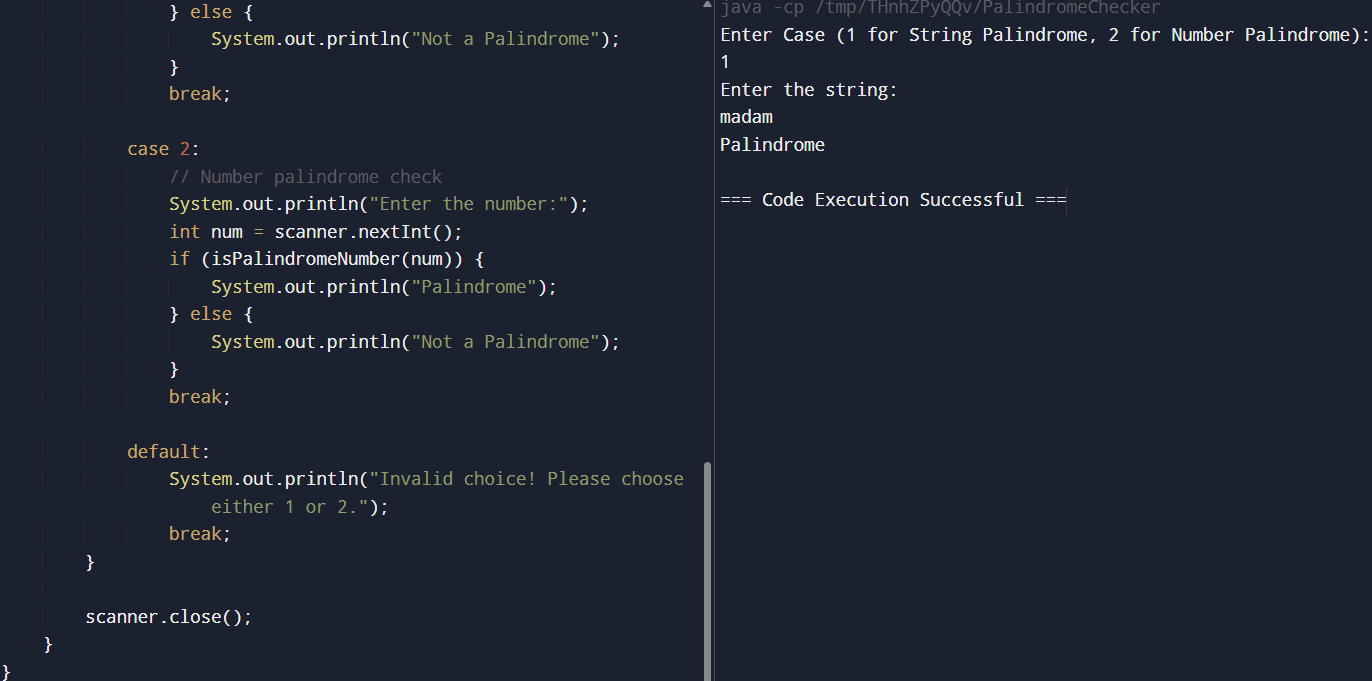 } else {
System.out.println("Not a Palindrome");
}
break;
case 2:
// Number palindrome check
System.out.println("Enter the number:");
int num = scanner.nextInt();
if (isPalindromeNumber(num)) {
System.out.println("Palindrome");
} else {
System.out.println("Not a Palindrome");
}
break;
default:
System.out.println("Invalid choice! Please choose
either 1 or 2.");
break;
}
scanner.close();
}
}
java -cp /tmp/THnhZPyQQv/PalindromeChecker
Enter Case (1 for String Palindrome, 2 for Number Palindrome):
1
Enter the string:
madam
Palindrome
=== Code Execution Successful ===